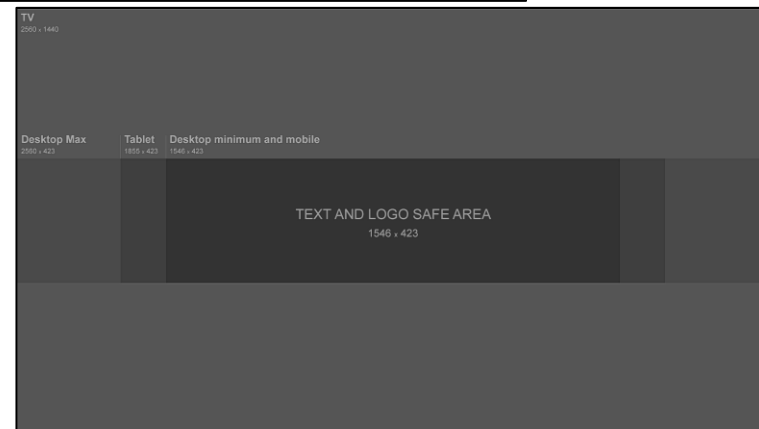 TV
2560 x 1440
Desktop Max
2560 x 423
Tablet
1855 x 423
Desktop minimum and mobile
1546 x 423
TEXT AND LOGO SAFE AREA
1546 x 423